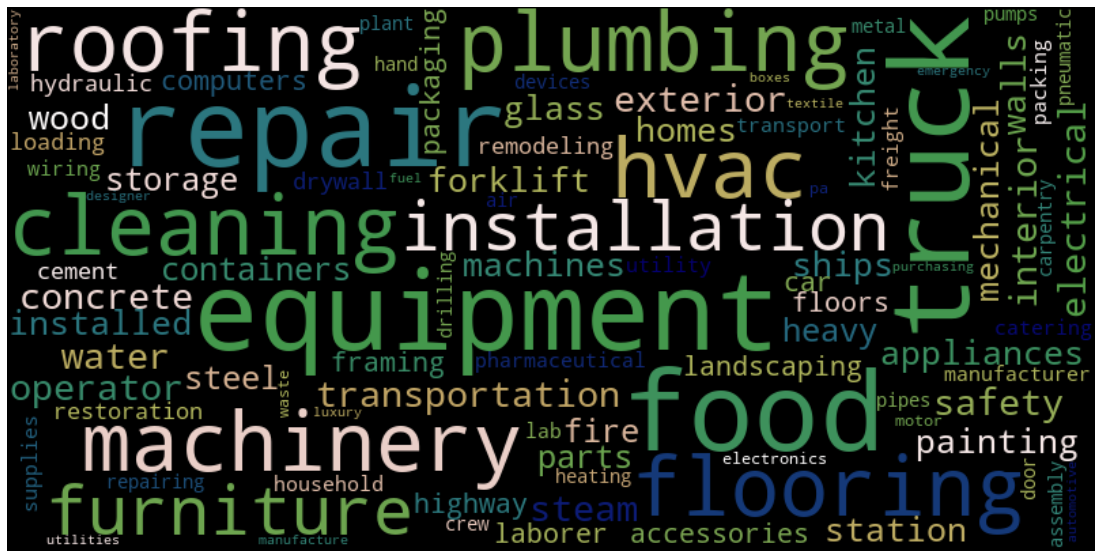 laboratory
roofing
plant
hand
packaging
plumbing
metal
pumps
truck
emergency
pneumatic
hydraulic
computers
devices
boxes
textile
kitchen
packing
wood
repair
glass
exterior
homes
transport
freight
interior
walls
loading
wiring
storage
remodeling
hvac
mechanical
electrical
carpentry
designer
drywall
fuel
forklift
air
pa
cleaning
installation
cement
containers
drilling
machines
utility
ships
car
purchasing
concrete
equipment
floors
installed
heavy
catering
water
framing
pharmaceutical
landscaping
appliances
manufacturer
operator
steel
waste
transportation
food
pipes
safety
restoration
luxury
motor
supplies
machinery
lab
fire
parts
electronics
painting
repairing
household
heating
flooring
door
assembly
automotive
furniture
highway
steam
crew
laborer
accessories
station
utilities
manufacture